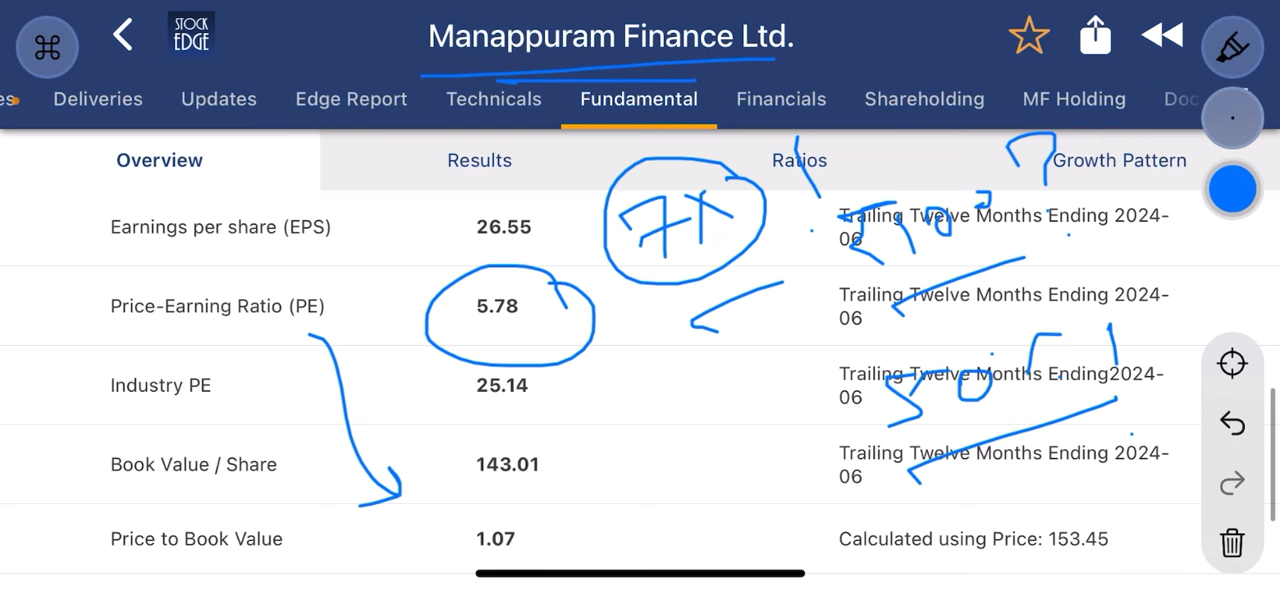 STOCK EDGE
Manappuram Finance Ltd.
Deliveries Updates Edge Report Technicals Fundamental Financials Shareholding MF Holding
Overview Results Ratios Growth Pattern
Earnings per share (EPS) 26.55 Trailing Twelve Months Ending 2024-06
7x
Price-Earning Ratio (PE) 5.78 Trailing Twelve Months Ending 2024-06
Industry PE 25.14 Trailing Twelve Months Ending2024-06
Book Value / Share 143.01 Trailing Twelve Months Ending 2024-06
Price to Book Value 1.07 Calculated using Price: 153.45